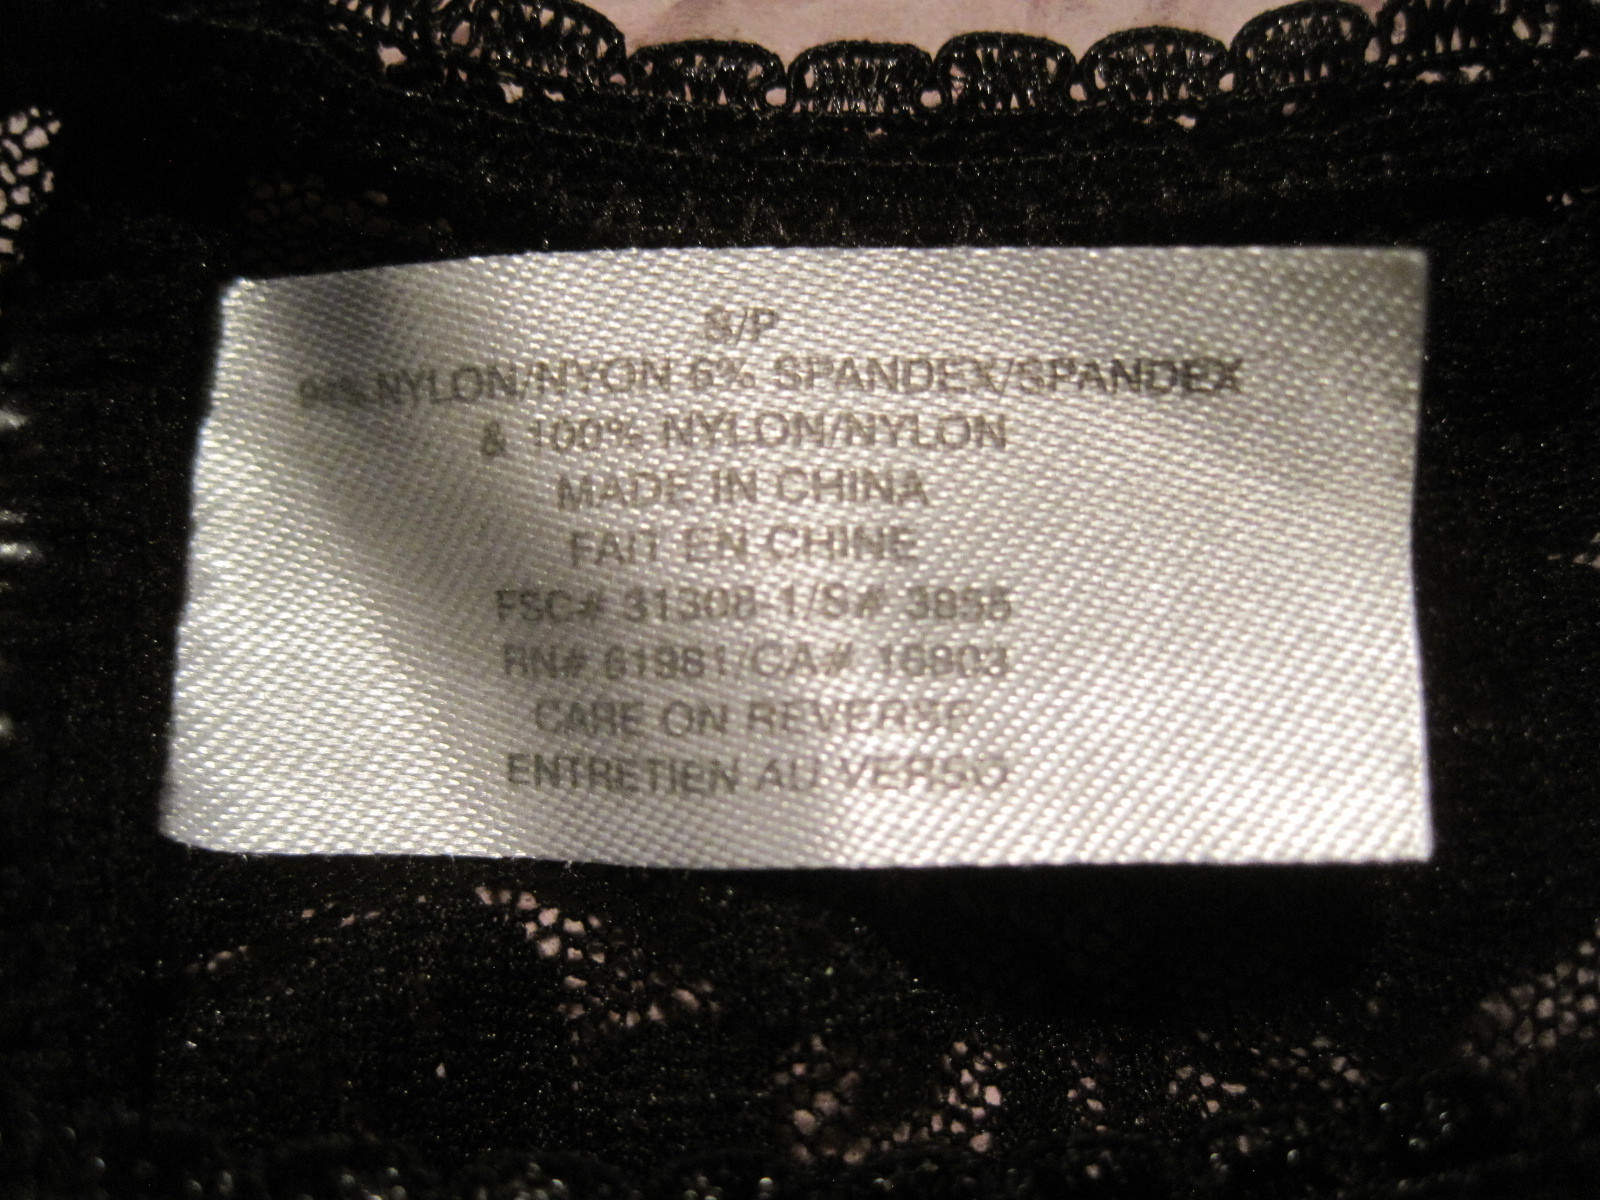 S/P
NYLON/NYON 6% SPANDEX/SPANDEX
& 100% NYLON/NYLON
MADE IN CHINA
FAIT EN CHINE
FSC# 31308-1/S# 3855
RN# 61981/CA# 16903
CARE ON REVERSE
ENTRETIEN AU VERSO